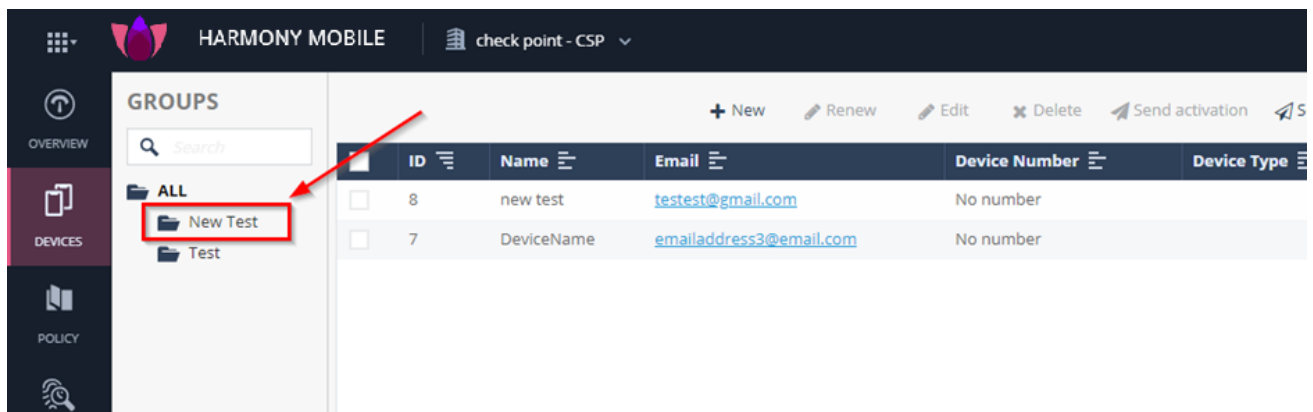 HARMONY MOBILE check point - CSP
OVERVIEW
DEVICES
POLICY
GROUPS
Search
ALL
New Test
Test
New Renew Edit Delete Send activation S
ID Name Email Device Number Device Type
8 new test testest@gmail.com No number
7 DeviceName emailaddress3@email.com No number